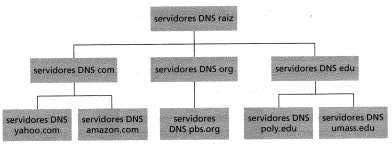 servidores DNS raiz
servidores DNS com
servidores DNS org
servidores DNS edu
servidores DNS
yahoo.com
servidores DNS
amazon.com
servidores
DNS pbs.org
servidores DNS
poly.edu
servidores DNS
umass.edu